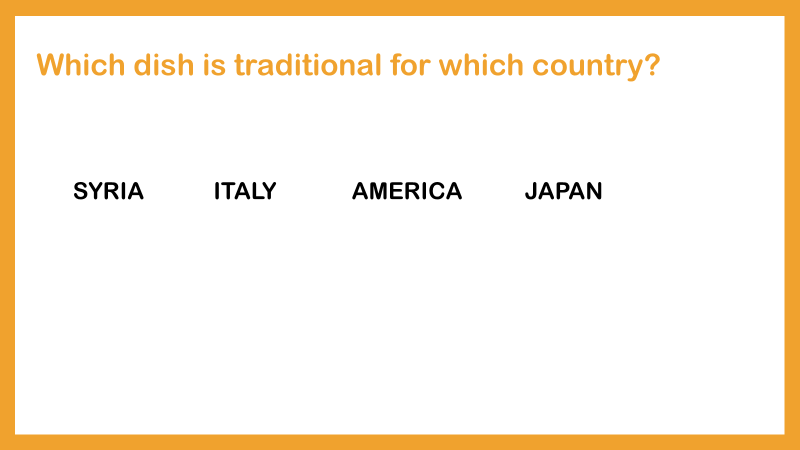 Which dish is traditional for which country?
SYRIA ITALY AMERICA JAPAN